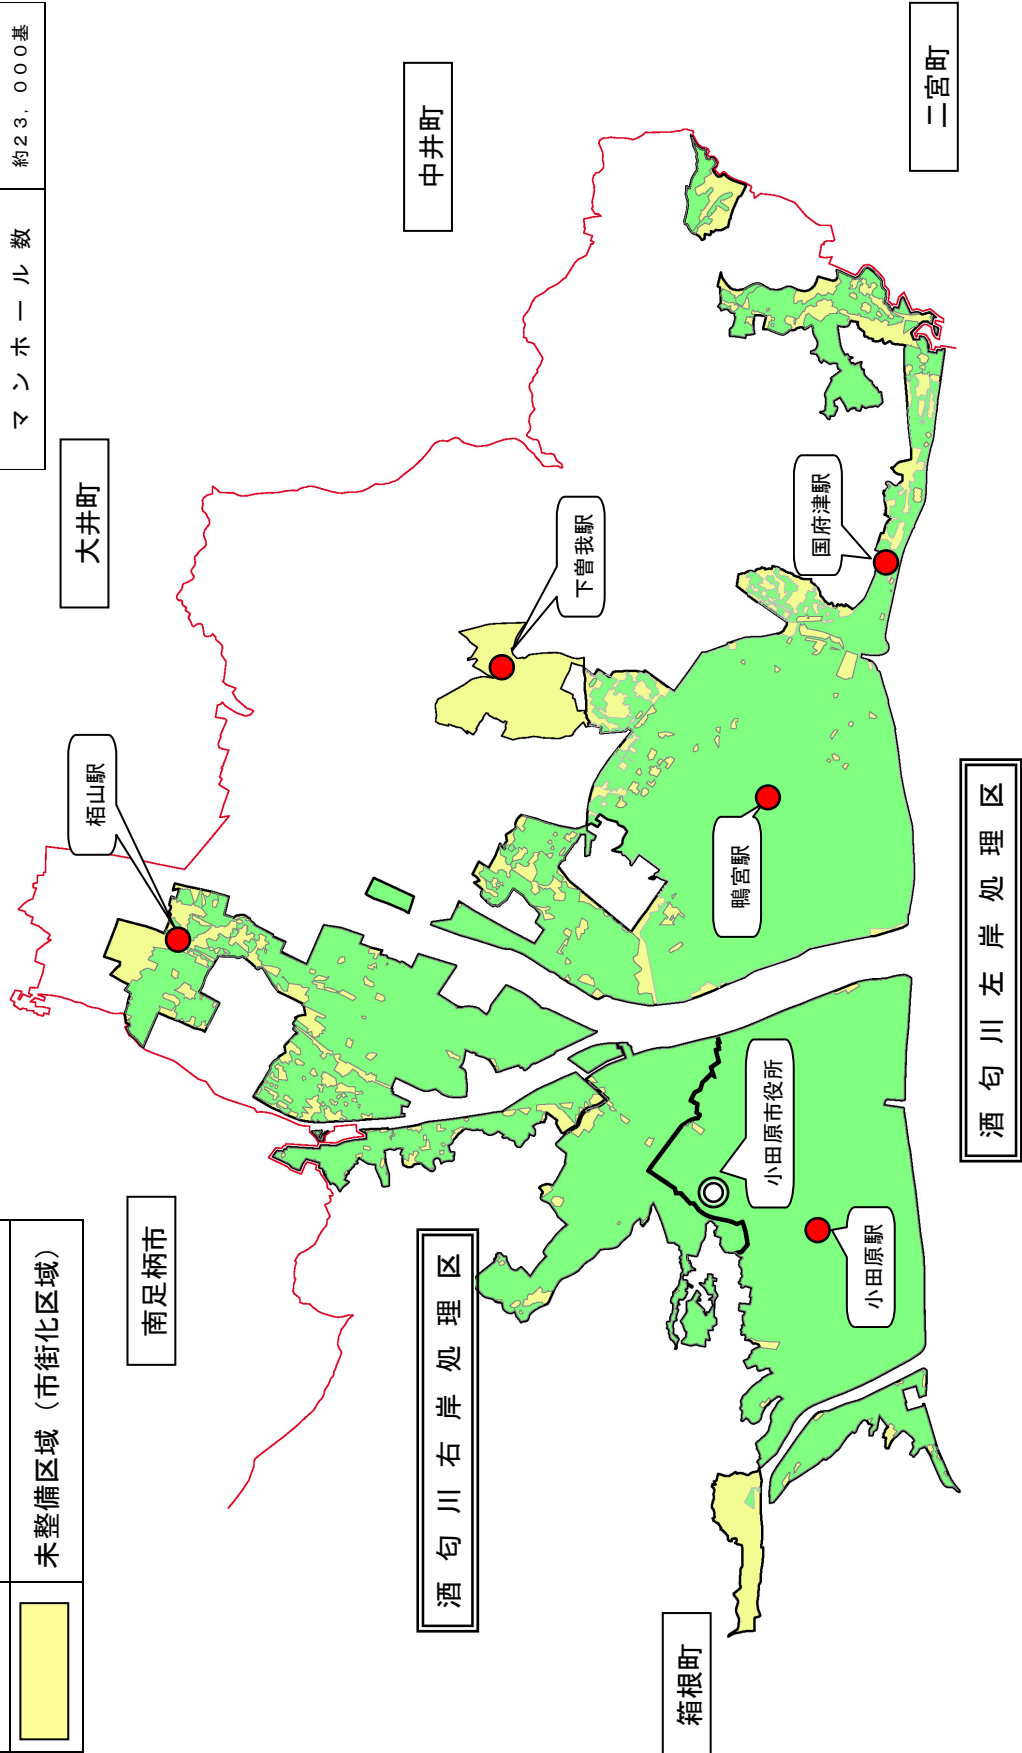 マンホール数 約23,000基
未整備区域（市街化区域）
南足柄市
大井町
中井町
二宮町
箱根町
栢山駅
下曽我駅
国府津駅
鴨宮駅
小田原市役所
小田原駅
酒匂川右岸処理区
酒匂川左岸処理区